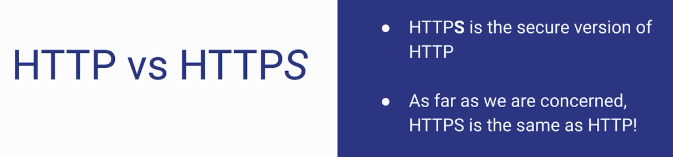 HTTP vs HTTPS
● HTTPS is the secure version of
HTTP
● As far as we are concerned,
HTTPS is the same as HTTP!